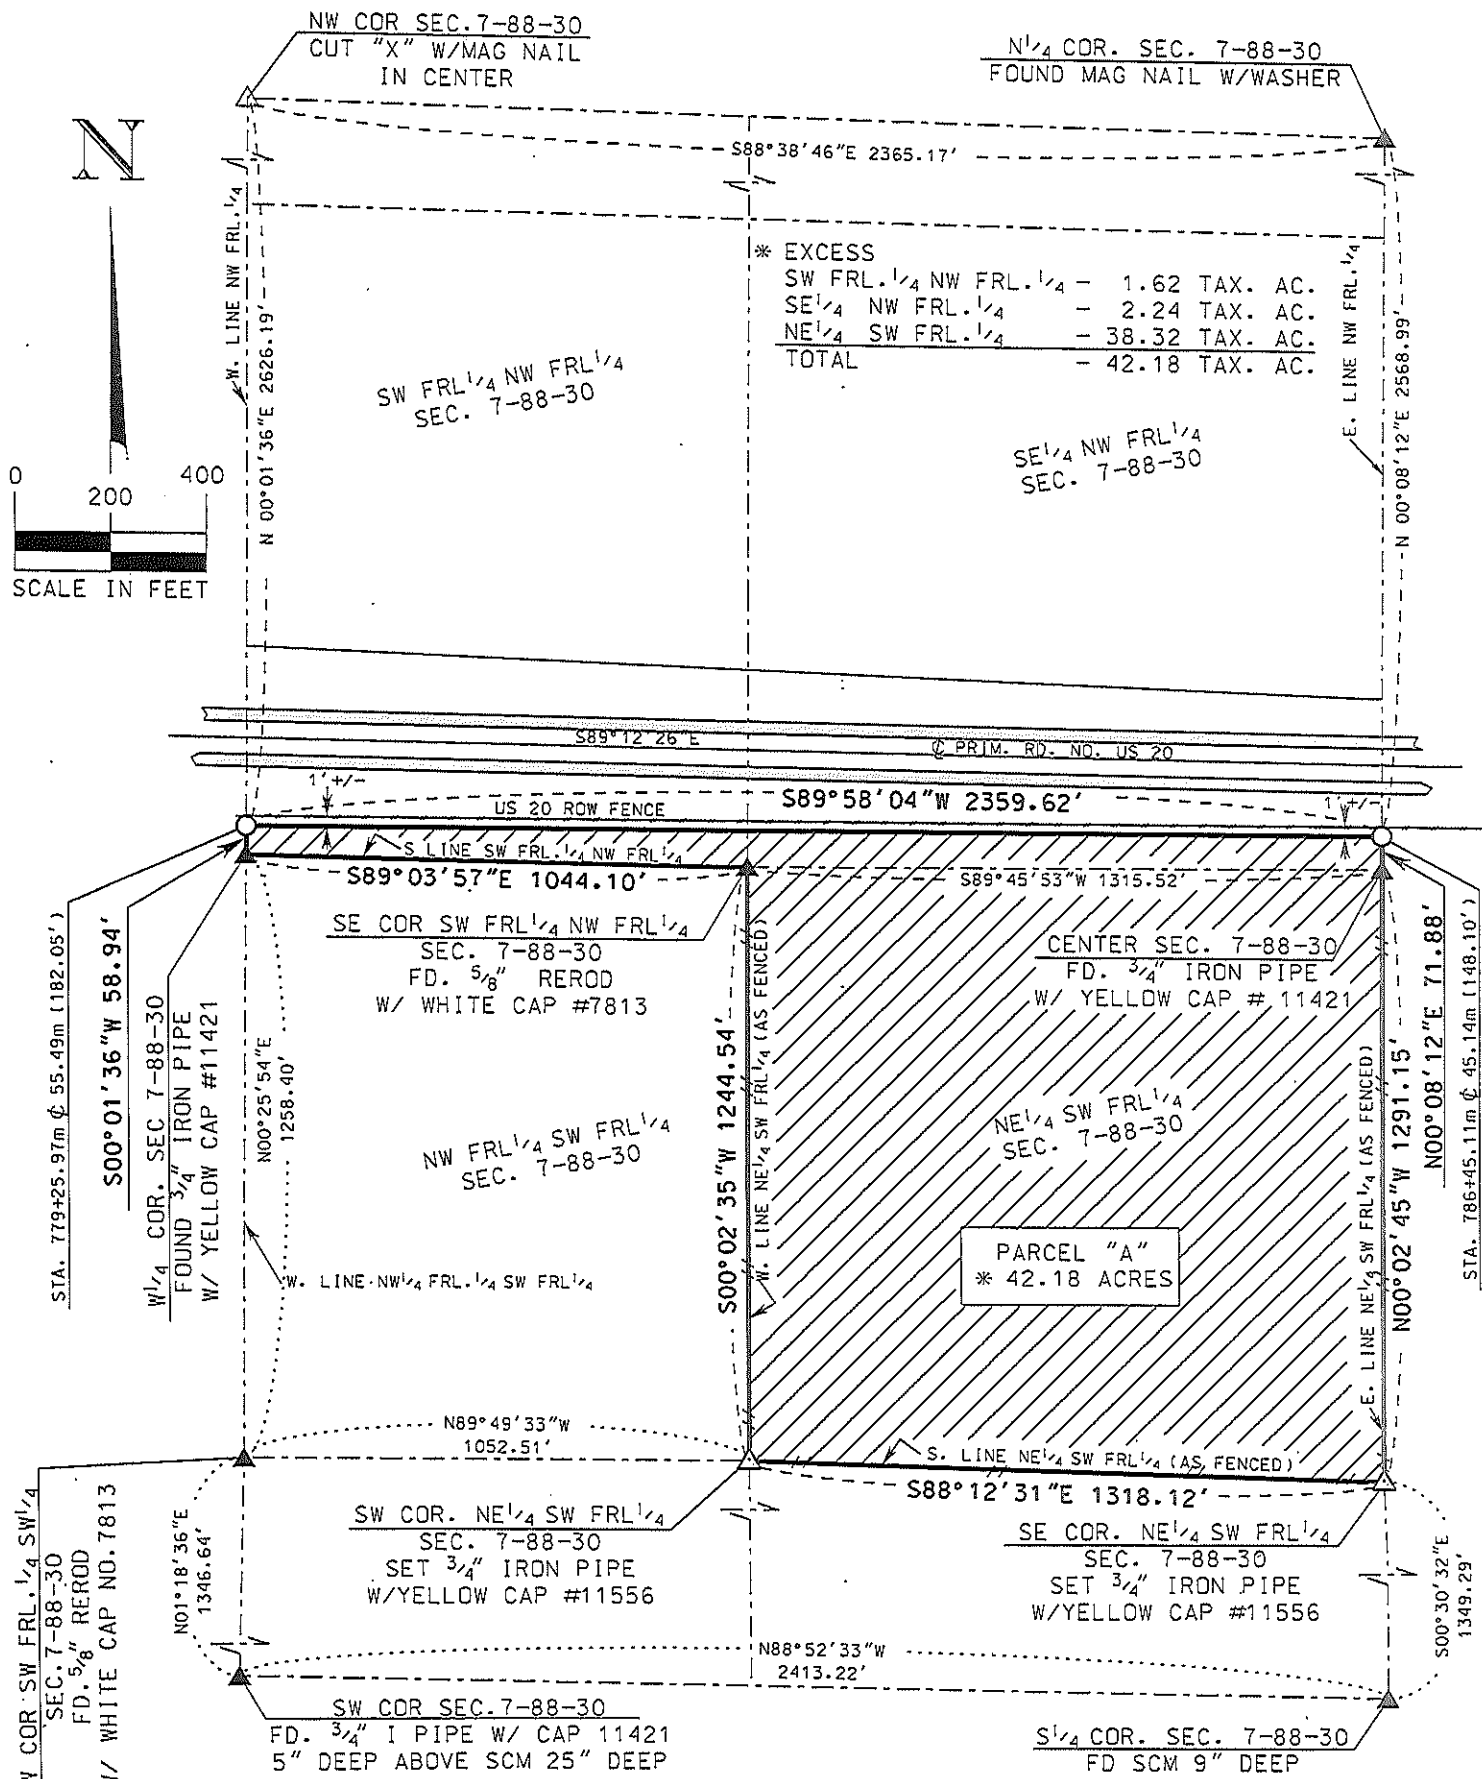 NW COR SEC. 7-88-30
CUT "X" W/MAG NAIL
IN CENTER
N1/4 COR. SEC. 7-88-30
FOUND MAG NAIL W/WASHER
N
S88°38'46"E 2365.17'
W. LINE NW FRL.1/4
N 00°01'36"E 2626.19'
* EXCESS
SW FRL.1/4 NW FRL.1/4 - 1.62 TAX. AC.
SE1/4 NW FRL.1/4 - 2.24 TAX. AC.
NE1/4 SW FRL.1/4 - 38.32 TAX. AC.
TOTAL - 42.18 TAX. AC.
E. LINE NW FRL.1/4
N 00°08'12"E 2568.99'
SW FRL1/4 NW FRL1/4
SEC. 7-88-30
SE1/4 NW FRL1/4
SEC. 7-88-30
0 200 400
SCALE IN FEET
S89°12'26"E
℄ PRIM. RD. NO. US 20
1'+/-
US 20 ROW FENCE
S89°58'04"W 2359.62'
1'+/-
S LINE SW FRL.1/4 NW FRL1/4
S89°03'57"E 1044.10'
S89°45'53"W 1315.52'
STA. 779+25.97m ℄ 55.49m (182.05')
S00°01'36"W 58.94'
W1/4 COR. SEC 7-88-30
FOUND 3/4" IRON PIPE
W/ YELLOW CAP #11421
N00°25'54"E
1258.40'
SE COR SW FRL1/4 NW FRL1/4
SEC. 7-88-30
FD. 5/8" REROD
W/ WHITE CAP #7813
CENTER SEC. 7-88-30
FD. 3/4" IRON PIPE
W/ YELLOW CAP # 11421
S00°02'35"W 1244.54'
W. LINE NE1/4 SW FRL1/4 (AS FENCED)
NW FRL1/4 SW FRL1/4
SEC. 7-88-30
NE1/4 SW FRL1/4
SEC. 7-88-30
E. LINE NE1/4 SW FRL1/4 (AS FENCED)
N00°02'45"W 1291.15'
N00°08'12"E 71.88'
STA. 786+45.11m ℄ 45.14m (148.10')
PARCEL "A"
* 42.18 ACRES
W. LINE NW1/4 FRL.1/4 SW FRL1/4
N89°49'33"W
1052.51'
S. LINE NE1/4 SW FRL1/4 (AS FENCED)
S88°12'31"E 1318.12'
COR SW FRL.1/4 SW1/4
SEC. 7-88-30
FD. 5/8" REROD
WHITE CAP NO. 7813
N01°18'36"E
1346.64'
SW COR. NE1/4 SW FRL1/4
SEC. 7-88-30
SET 3/4" IRON PIPE
W/YELLOW CAP #11556
SE COR. NE1/4 SW FRL1/4
SEC. 7-88-30
SET 3/4" IRON PIPE
W/YELLOW CAP #11556
S00°30'32"E
1349.29'
N88°52'33"W
2413.22'
SW COR SEC. 7-88-30
FD. 3/4" I PIPE W/ CAP 11421
5" DEEP ABOVE SCM 25" DEEP
S1/4 COR. SEC. 7-88-30
FD SCM 9" DEEP